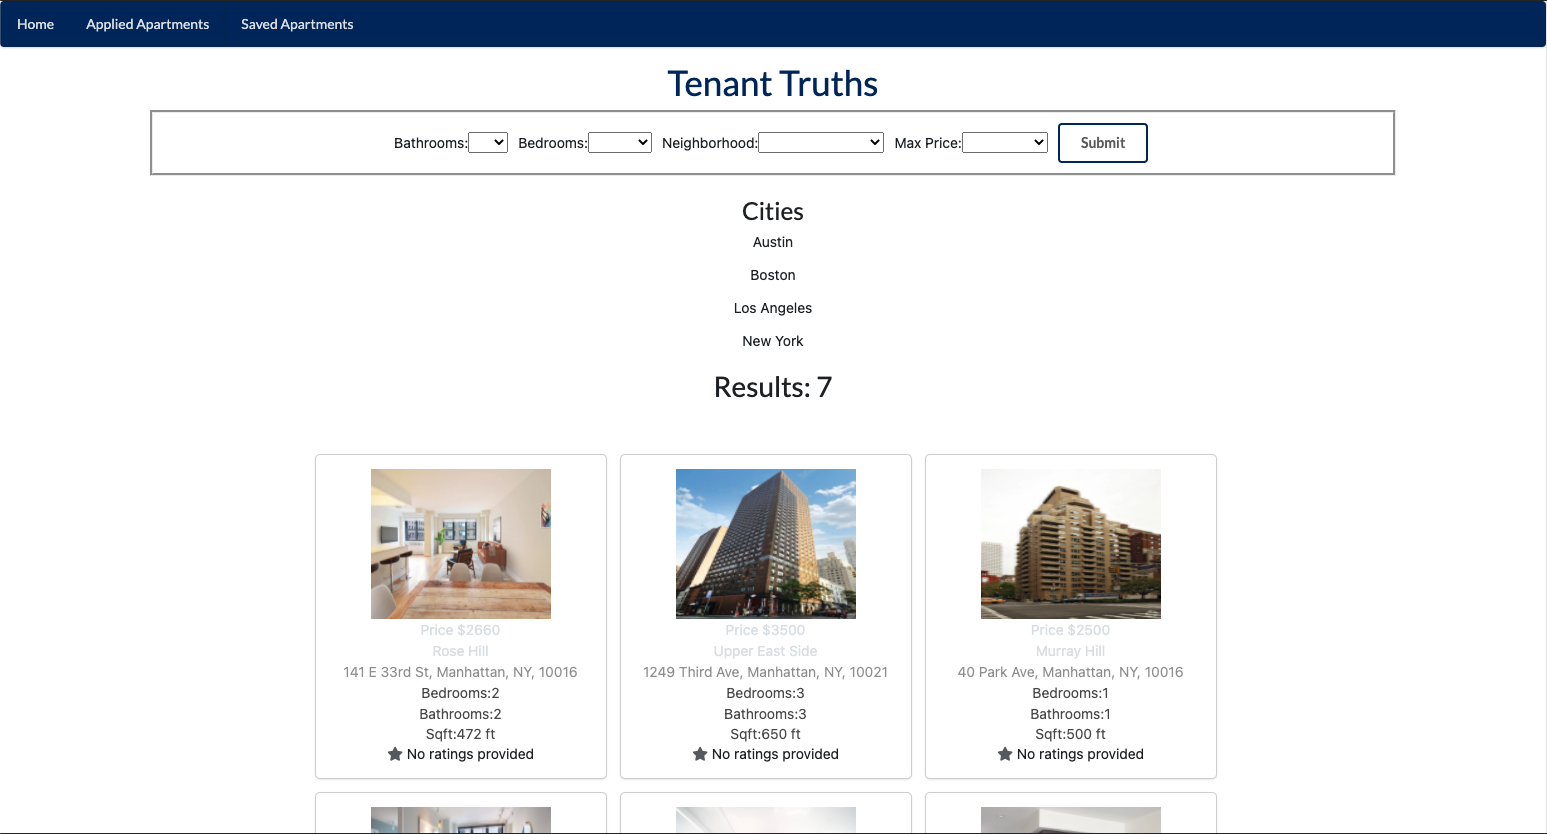 Home Applied Apartments Saved Apartments
Tenant Truths
Bathrooms: Bedrooms: Neighborhood: Max Price: Submit
Cities
Austin
Boston
Los Angeles
New York
Results: 7
Price $2660
Rose Hill
141 E 33rd St, Manhattan, NY, 10016
Bedrooms:2
Bathrooms:2
Sqft:472 ft
No ratings provided
Price $3500
Upper East Side
1249 Third Ave, Manhattan, NY, 10021
Bedrooms:3
Bathrooms:3
Sqft:650 ft
No ratings provided
Price $2500
Murray Hill
40 Park Ave, Manhattan, NY, 10016
Bedrooms:1
Bathrooms:1
Sqft:500 ft
No ratings provided